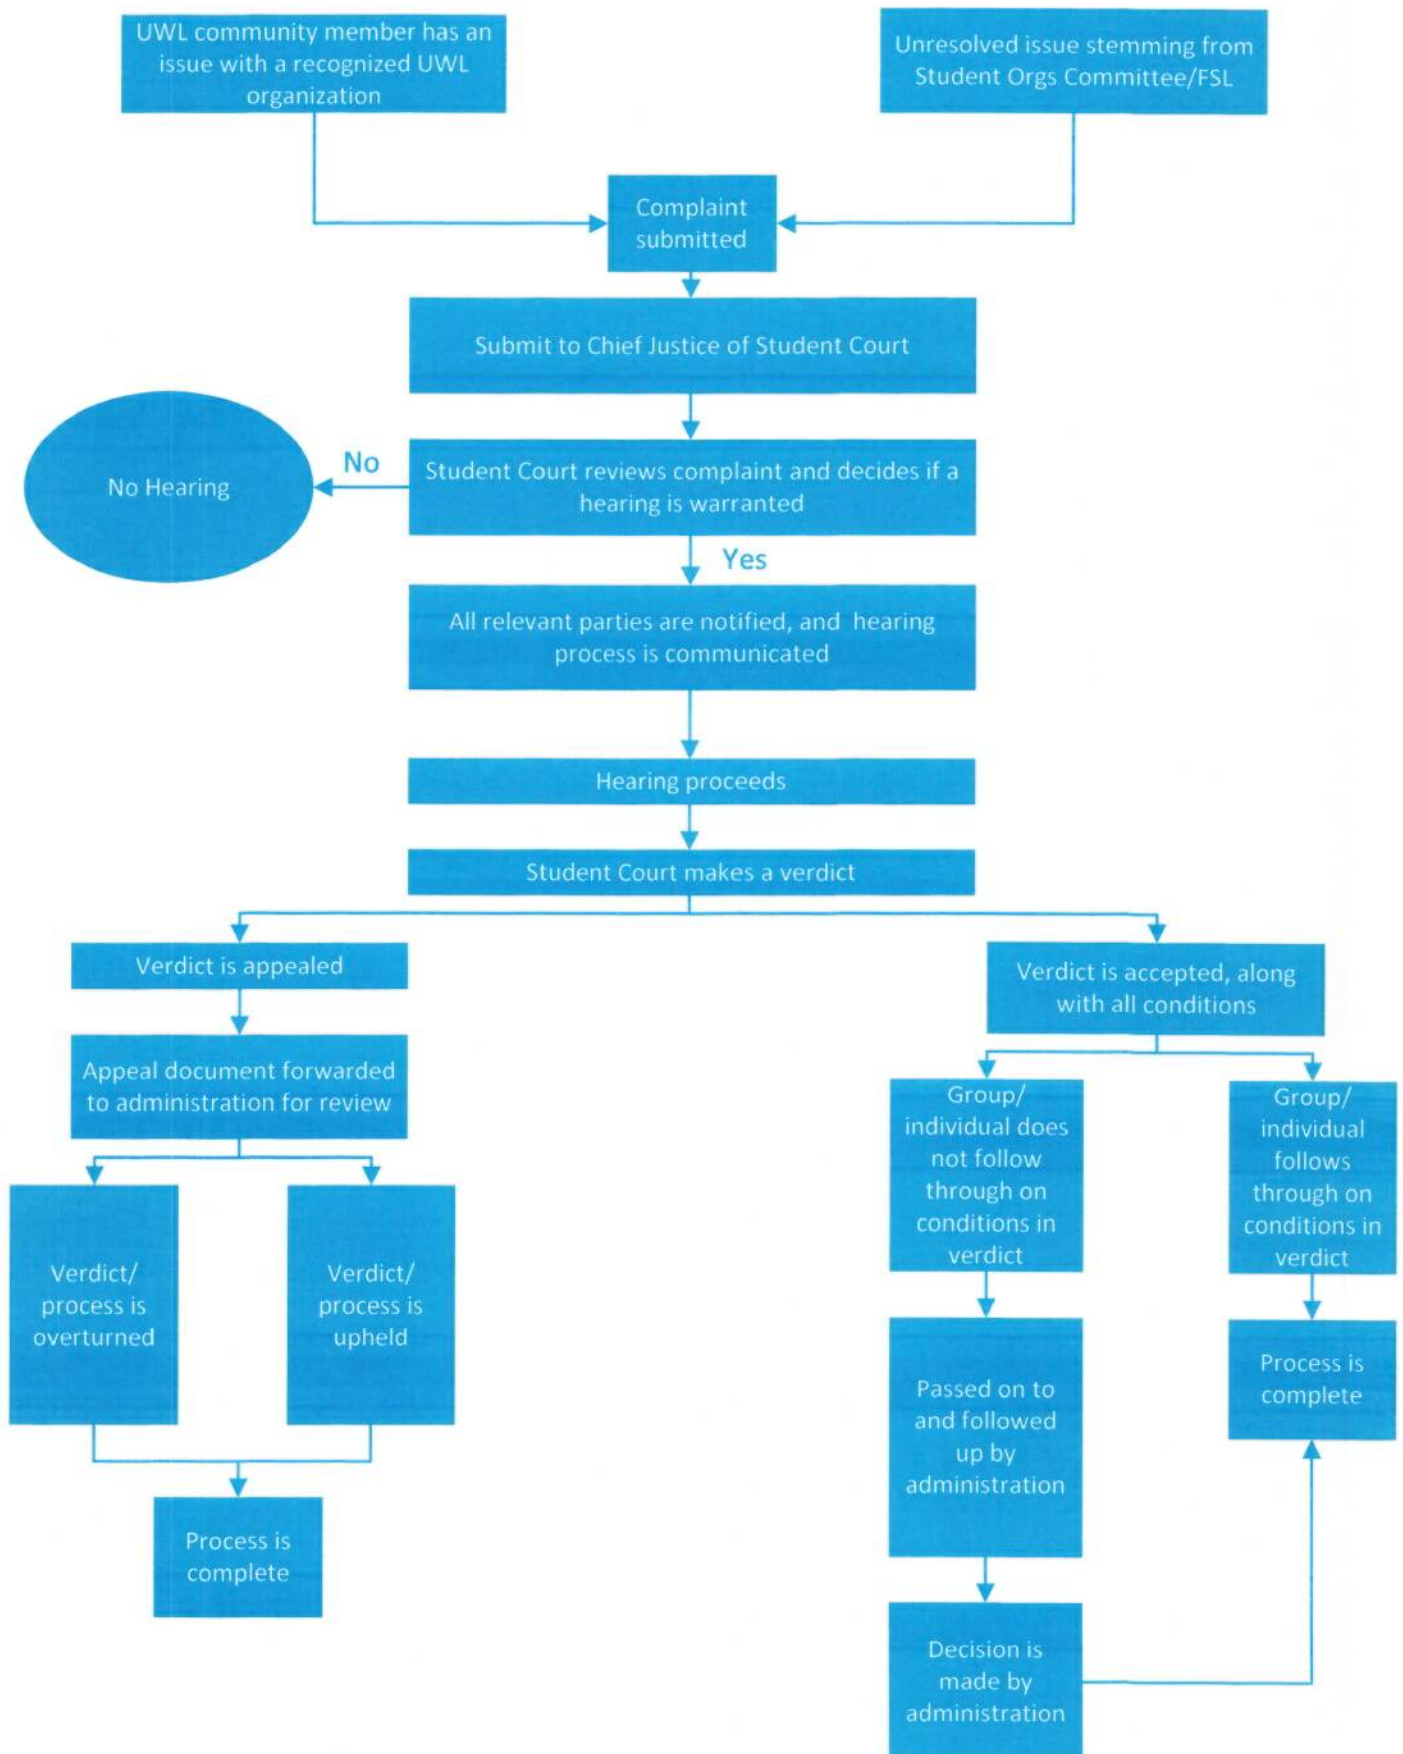 UWL community member has an
issue with a recognized UWL
organization
Unresolved issue stemming from
Student Orgs Committee/FSL
Complaint
submitted
Submit to Chief Justice of Student Court
No Hearing
No
Student Court reviews complaint and decides if a
hearing is warranted
Yes
All relevant parties are notified, and hearing
process is communicated
Hearing proceeds
Student Court makes a verdict
Verdict is appealed
Appeal document forwarded
to administration for review
Verdict/
process is
overturned
Verdict/
process is
upheld
Process is
complete
Verdict is accepted, along
with all conditions
Group/
individual does
not follow
through on
conditions in
verdict
Group/
individual
follows
through on
conditions in
verdict
Passed on to
and followed
up by
administration
Process is
complete
Decision is
made by
administration